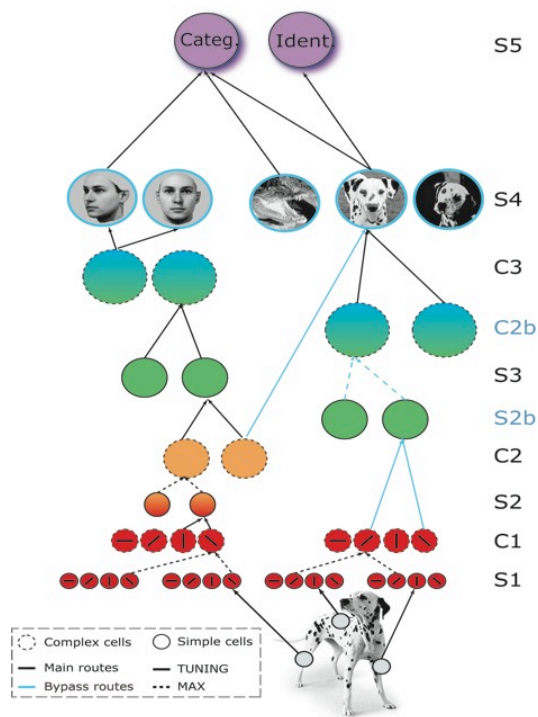 Categ.
Ident.
S5
S4
C3
C2b
S3
S2b
C2
S2
C1
S1
Complex cells
Simple cells
Main routes
TUNING
Bypass routes
MAX